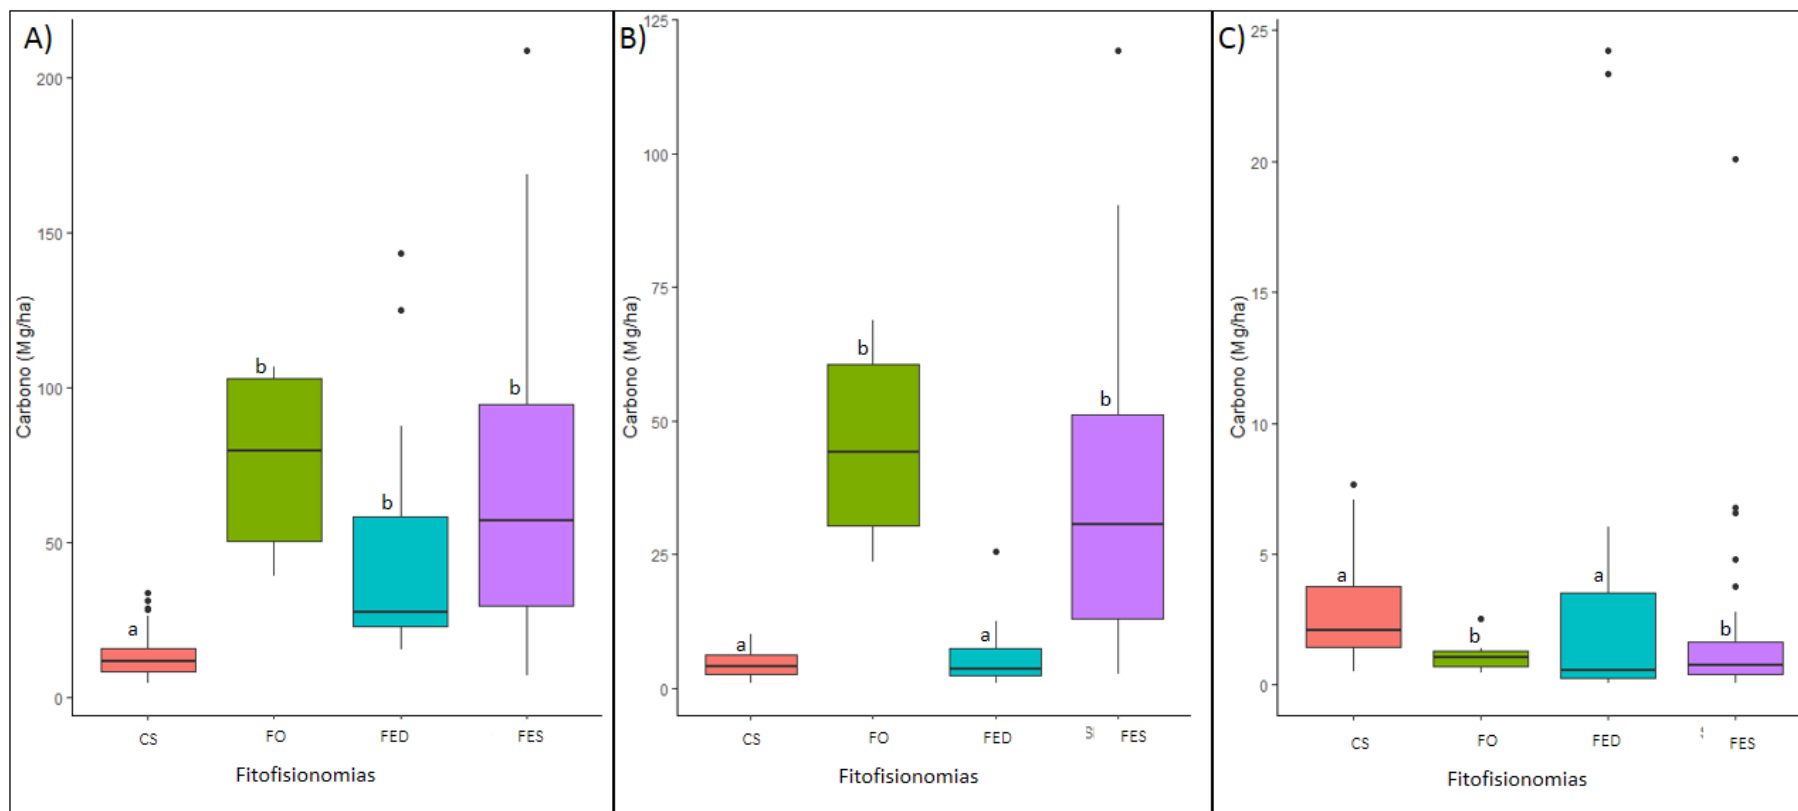 A)
200
150
100
50
0
Carbono (Mg/ha)
a
b
b
b
CS
FO
FED
FES
Fitofisionomias
B)
125
100
75
50
25
0
Carbono (Mg/ha)
a
b
a
b
CS
FO
FED
FES
Fitofisionomias
C)
25
20
15
10
5
0
Carbono (Mg/ha)
a
b
a
b
CS
FO
FED
FES
Fitofisionomias